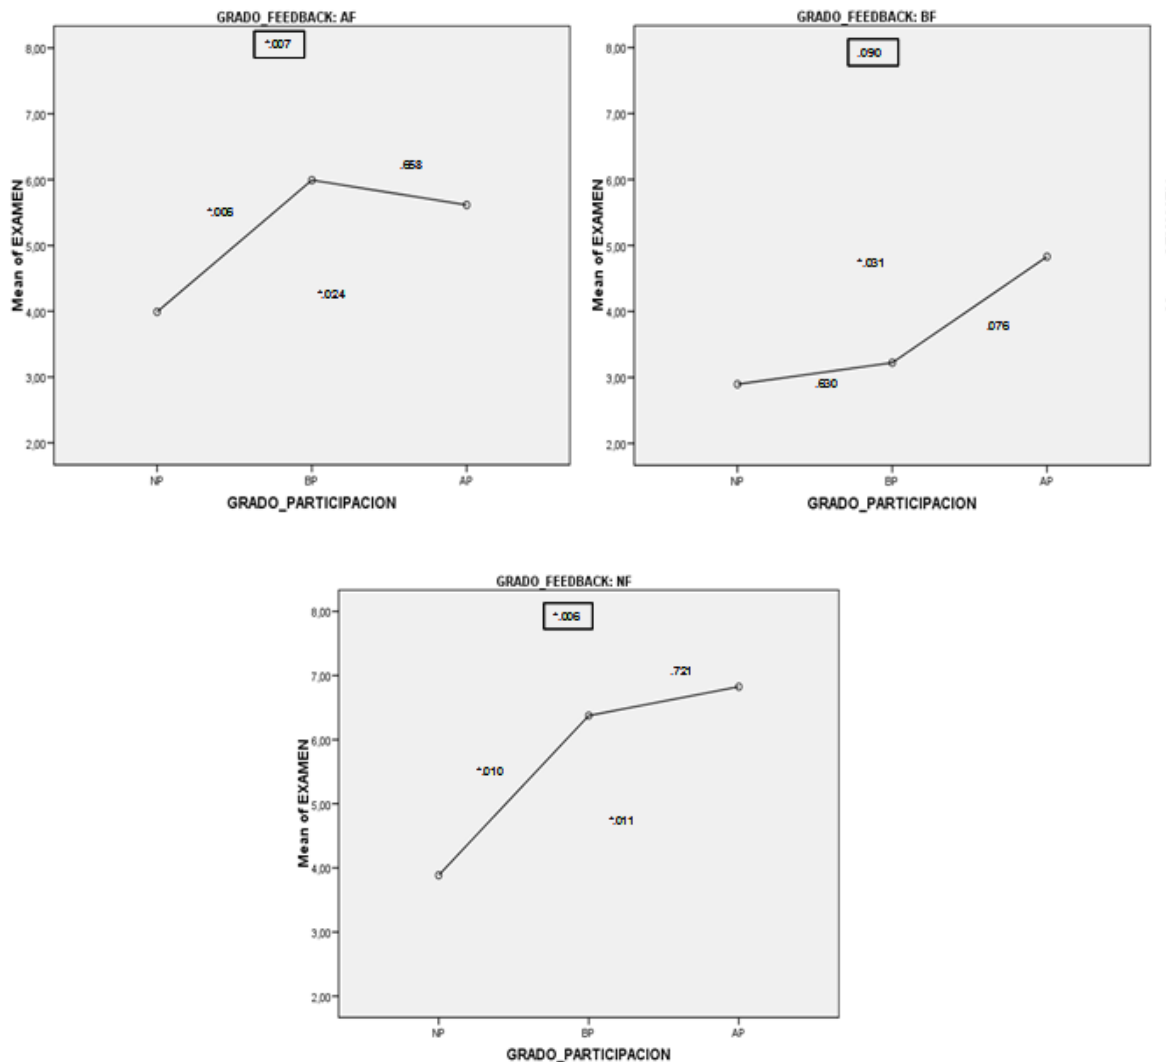 GRADO_FEEDBACK: AF
*.007
8,00
7,00
6,00
5,00
4,00
3,00
2,00
Mean of EXAMEN
*.006
.658
*.024
NP BP AP
GRADO_PARTICIPACION
GRADO_FEEDBACK: BF
.090
8,00
7,00
6,00
5,00
4,00
3,00
2,00
Mean of EXAMEN
*.031
.076
.630
NP BP AP
GRADO_PARTICIPACION
GRADO_FEEDBACK: NF
*.006
8,00
7,00
6,00
5,00
4,00
3,00
2,00
Mean of EXAMEN
.721
*.010
*.011
NP BP AP
GRADO_PARTICIPACION